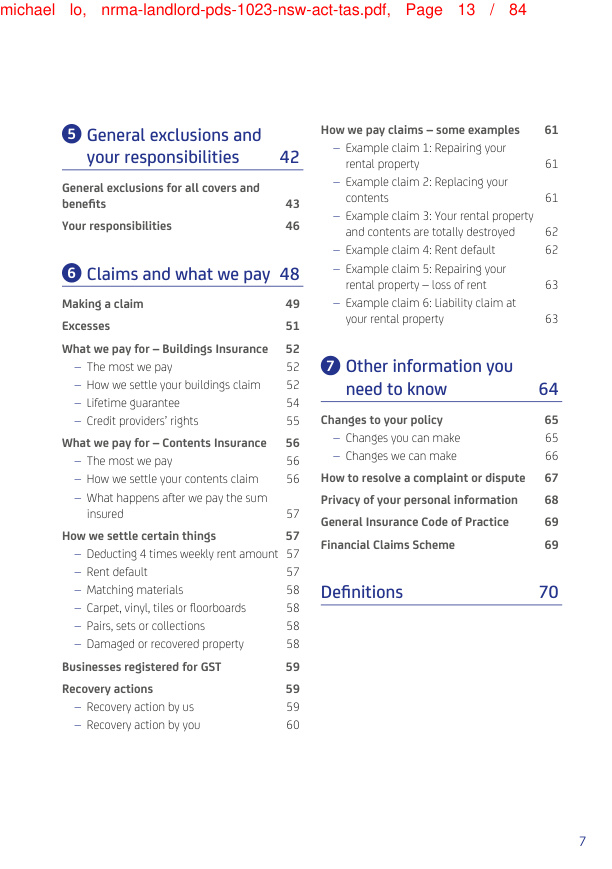 michael lo, nrma-landlord-pds-1023-nsw-act-tas.pdf, Page 13 / 84
5 General exclusions and
your responsibilities 42
General exclusions for all covers and
benefits 43
Your responsibilities 46
6 Claims and what we pay 48
Making a claim 49
Excesses 51
What we pay for – Buildings Insurance 52
– The most we pay 52
– How we settle your buildings claim 52
– Lifetime guarantee 54
– Credit providers' rights 55
What we pay for – Contents Insurance 56
– The most we pay 56
– How we settle your contents claim 56
– What happens after we pay the sum
insured 57
How we settle certain things 57
– Deducting 4 times weekly rent amount 57
– Rent default 57
– Matching materials 58
– Carpet, vinyl, tiles or floorboards 58
– Pairs, sets or collections 58
– Damaged or recovered property 58
Businesses registered for GST 59
Recovery actions 59
– Recovery action by us 59
– Recovery action by you 60
How we pay claims – some examples 61
– Example claim 1: Repairing your
rental property 61
– Example claim 2: Replacing your
contents 61
– Example claim 3: Your rental property
and contents are totally destroyed 62
– Example claim 4: Rent default 62
– Example claim 5: Repairing your
rental property – loss of rent 63
– Example claim 6: Liability claim at
your rental property 63
7 Other information you
need to know 64
Changes to your policy 65
– Changes you can make 65
– Changes we can make 66
How to resolve a complaint or dispute 67
Privacy of your personal information 68
General Insurance Code of Practice 69
Financial Claims Scheme 69
Definitions 70
7